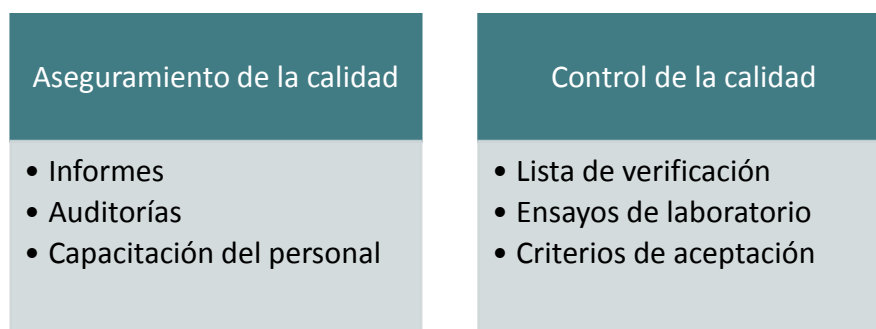 Aseguramiento de la calidad
• Informes
• Auditorías
• Capacitación del personal
Control de la calidad
• Lista de verificación
• Ensayos de laboratorio
• Criterios de aceptación